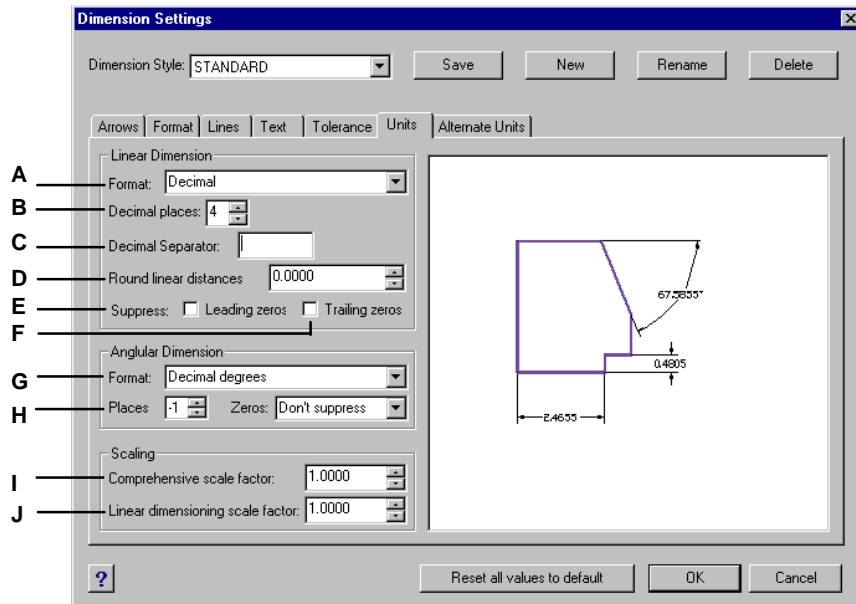 Dimension Settings
Dimension Style: STANDARD Save New Rename Delete
Arrows Format Lines Text Tolerance Units Alternate Units
Linear Dimension
A Format: Decimal
B Decimal places: 4
C Decimal Separator:
D Round linear distances 0.0000
E Suppress: Leading zeros Trailing zeros
F
Anglular Dimension
G Format: Decimal degrees
H Places -1 Zeros: Don't suppress
Scaling
I Comprehensive scale factor: 1.0000
J Linear dimensioning scale factor: 1.0000
67.5855°
0.4805
2.4655
? Reset all values to default OK Cancel